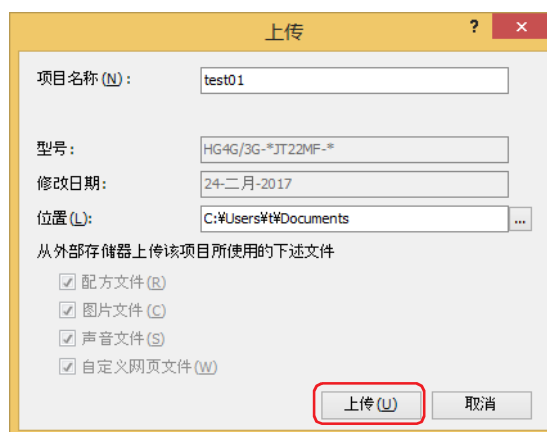 上传
? ×
项目名称(N): test01
型号: HG4G/3G-*JT22MF-*
修改日期: 24-二月-2017
位置(L): C:¥Users¥t¥Documents ...
从外部存储器上传该项目所使用的下述文件
配方文件(R)
图片文件(C)
声音文件(S)
自定义网页文件(W)
上传(U) 取消